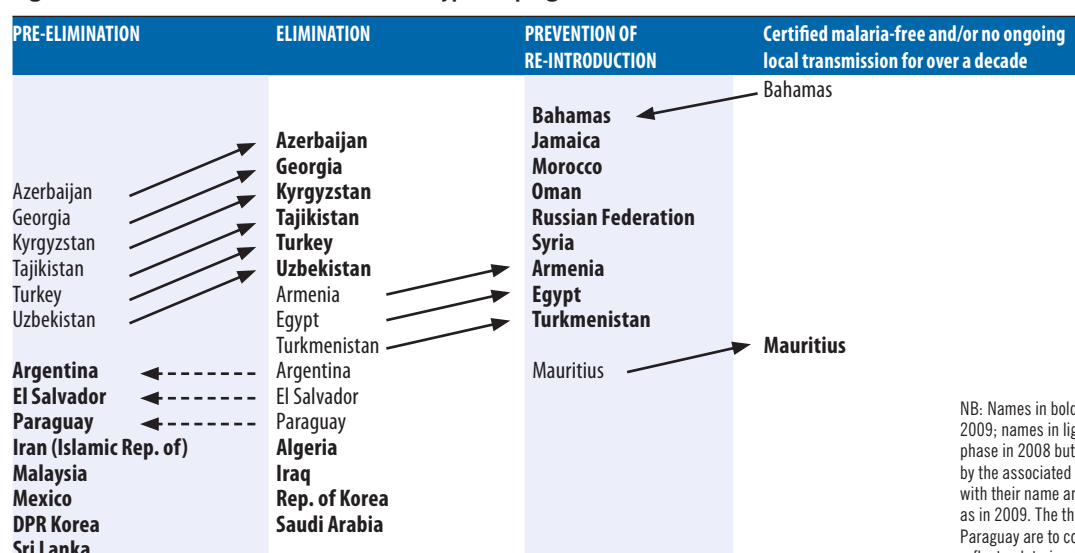 PRE-ELIMINATION
ELIMINATION
PREVENTION OF
RE-INTRODUCTION
Certified malaria-free and/or no ongoing
local transmission for over a decade
Azerbaijan
Georgia
Kyrgyzstan
Tajikistan
Turkey
Uzbekistan
Argentina
El Salvador
Paraguay
Iran (Islamic Rep. of)
Malaysia
Mexico
DPR Korea
Sri Lanka
Azerbaijan
Georgia
Kyrgyzstan
Tajikistan
Turkey
Uzbekistan
Armenia
Egypt
Turkmenistan
Argentina
El Salvador
Paraguay
Algeria
Iraq
Rep. of Korea
Saudi Arabia
Bahamas
Jamaica
Morocco
Oman
Russian Federation
Syria
Armenia
Egypt
Turkmenistan
Mauritius
Bahamas
Mauritius
NB: Names in bold
2009; names in lig
phase in 2008 but
by the associated
with their name ar
as in 2009. The th
Paraguay are to co